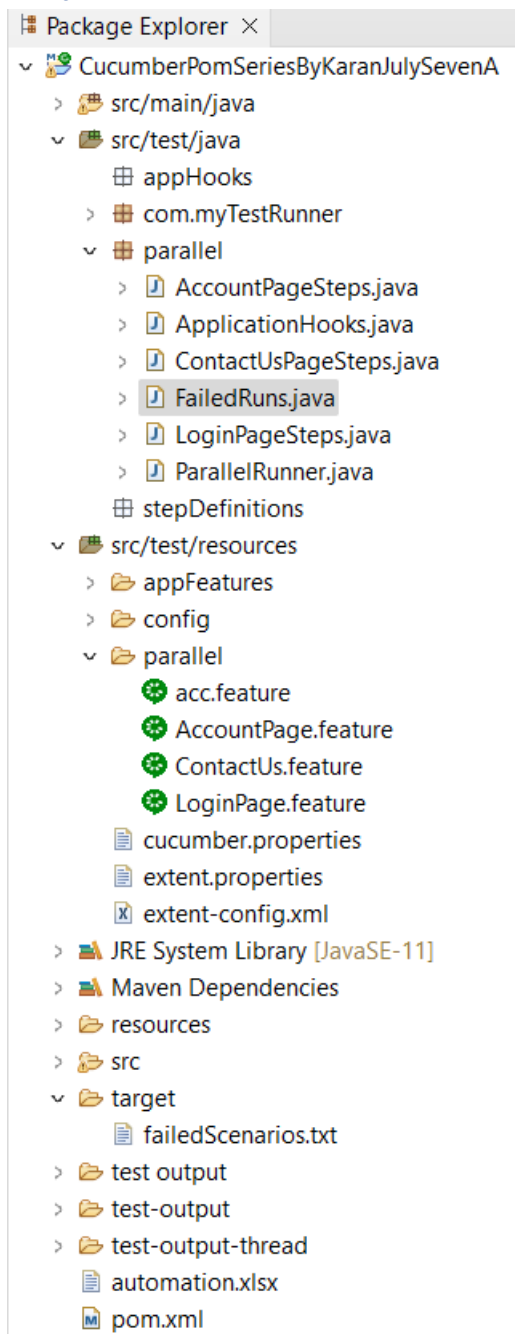 Package Explorer ×
CucumberPomSeriesByKaranJulySevenA
src/main/java
src/test/java
appHooks
com.myTestRunner
parallel
AccountPageSteps.java
ApplicationHooks.java
ContactUsPageSteps.java
FailedRuns.java
LoginPageSteps.java
ParallelRunner.java
stepDefinitions
src/test/resources
appFeatures
config
parallel
acc.feature
AccountPage.feature
ContactUs.feature
LoginPage.feature
cucumber.properties
extent.properties
extent-config.xml
JRE System Library [JavaSE-11]
Maven Dependencies
resources
src
target
failedScenarios.txt
test output
test-output
test-output-thread
automation.xlsx
pom.xml